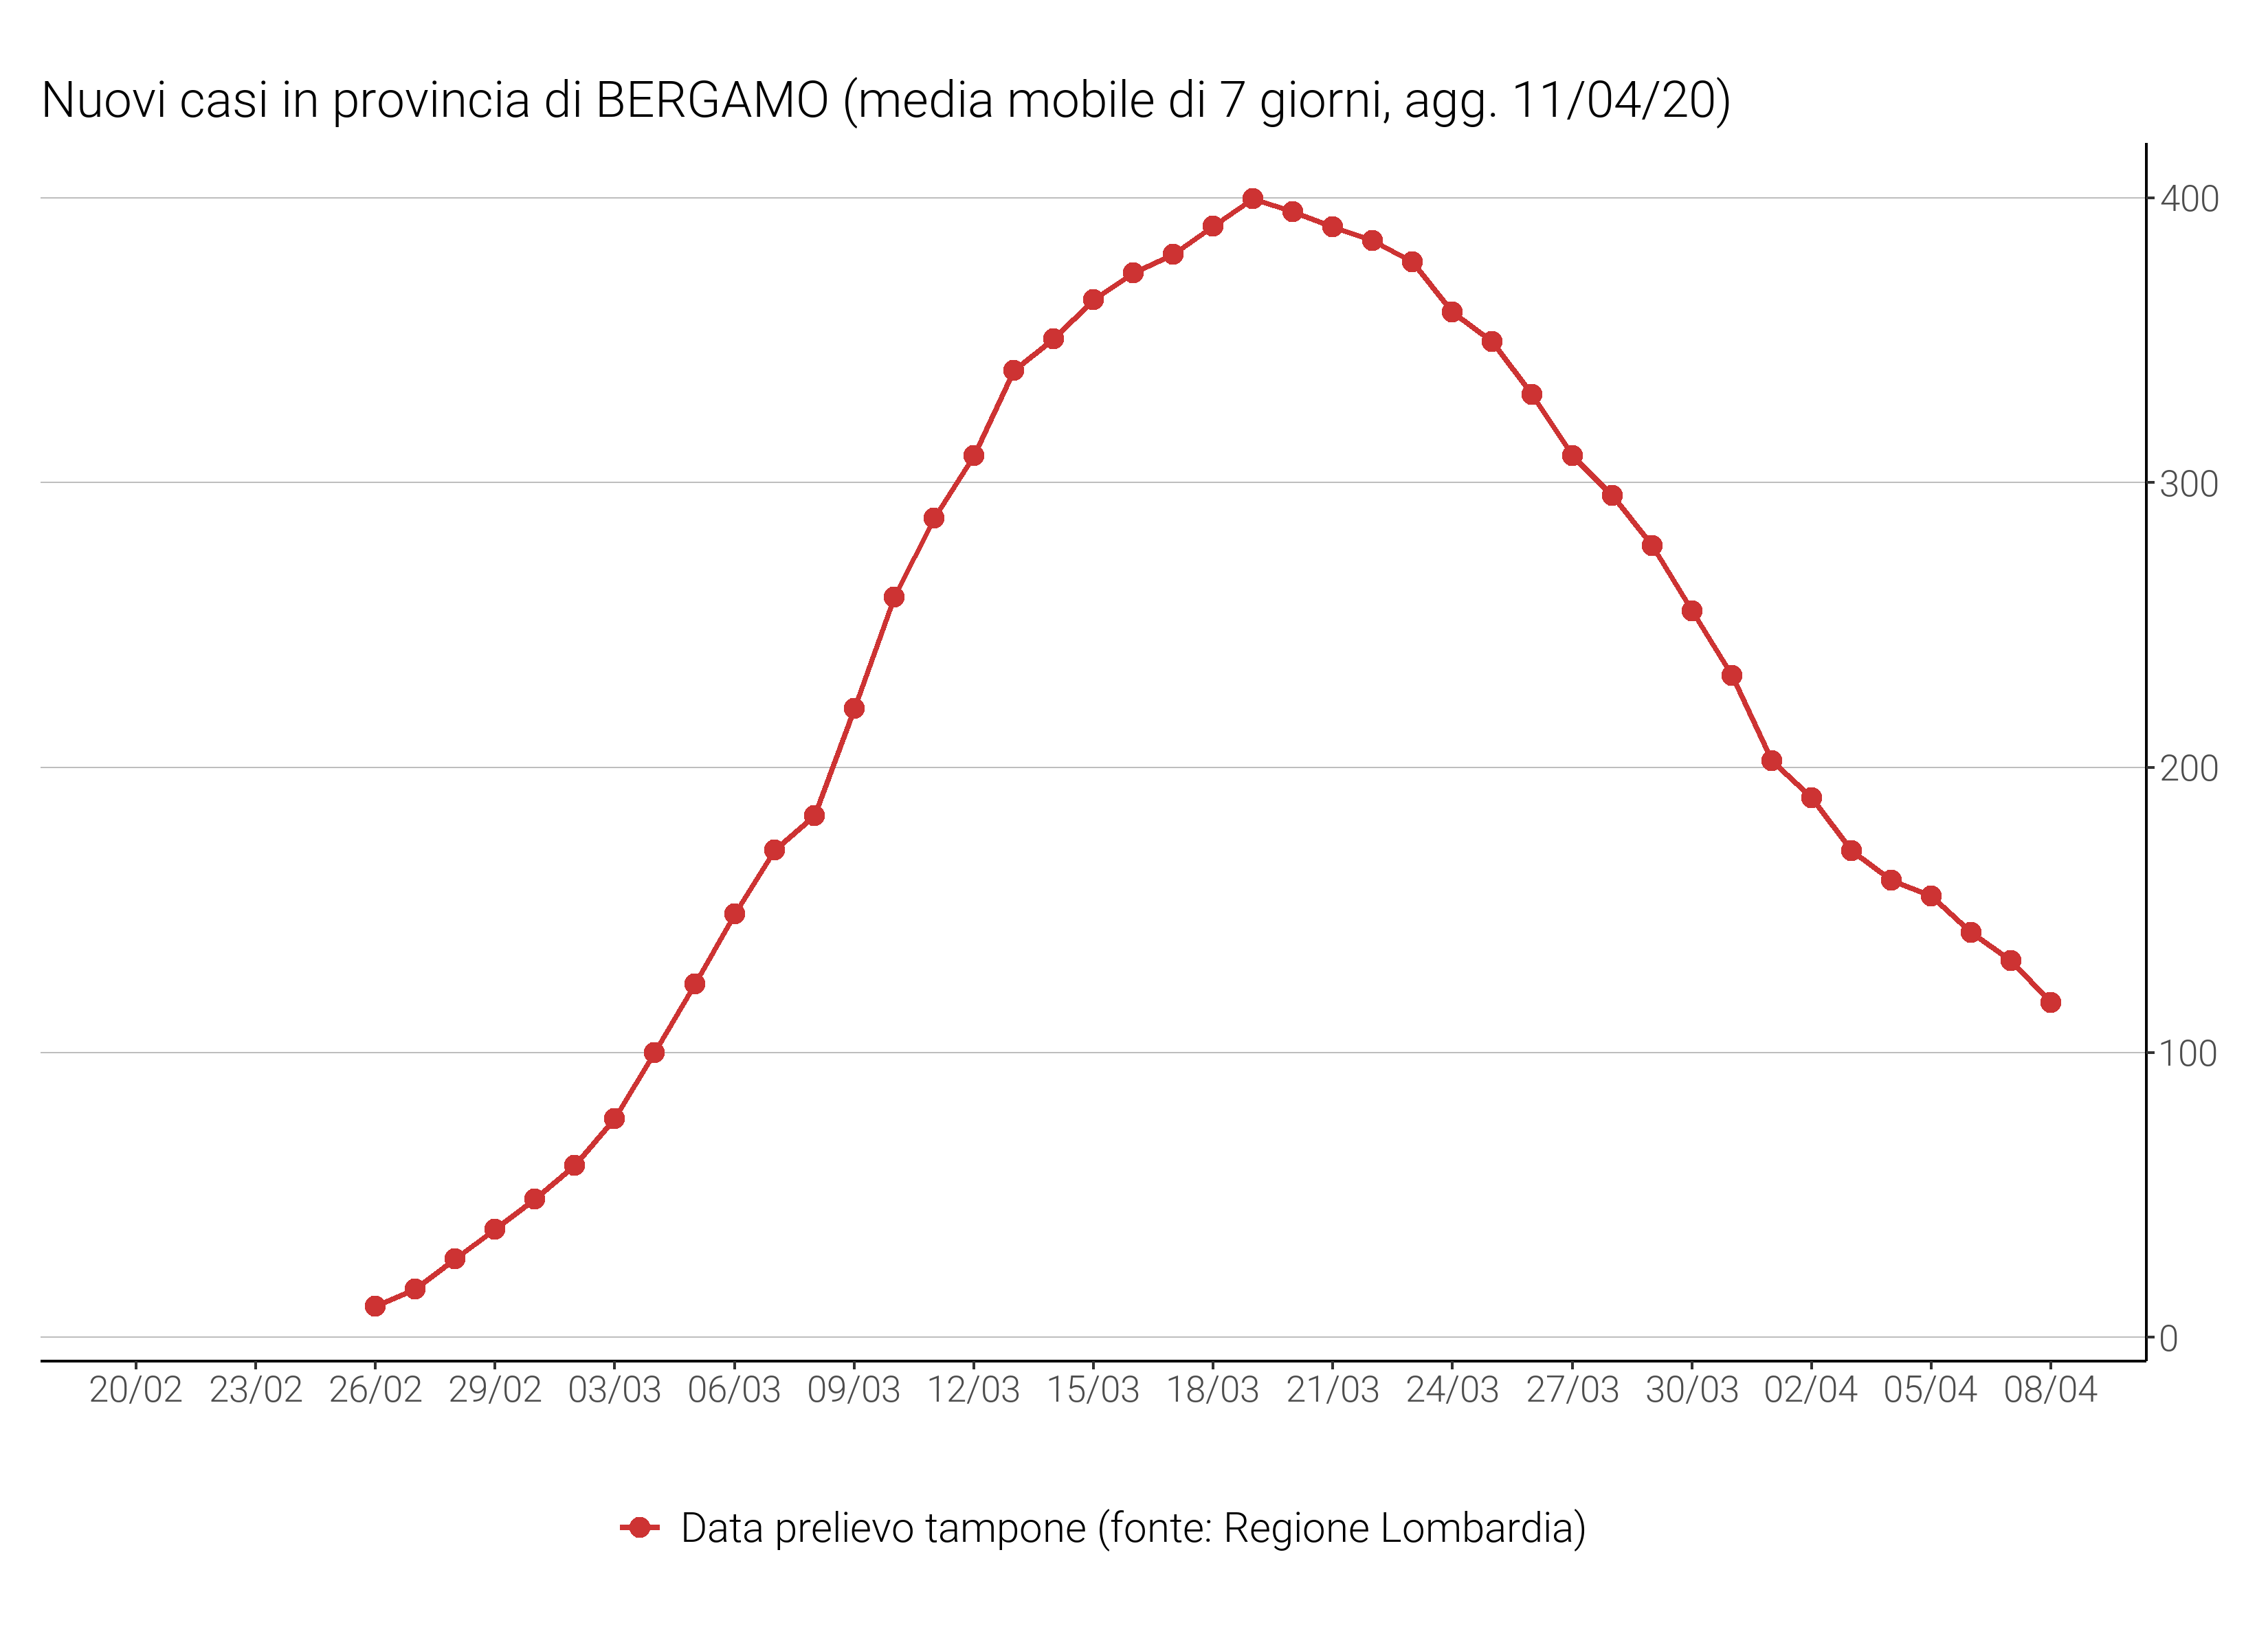 Nuovi casi in provincia di BERGAMO (media mobile di 7 giorni, agg. 11/04/20)
400
300
200
100
0
20/02 23/02 26/02 29/02 03/03 06/03 09/03 12/03 15/03 18/03 21/03 24/03 27/03 30/03 02/04 05/04 08/04
Data prelievo tampone (fonte: Regione Lombardia)